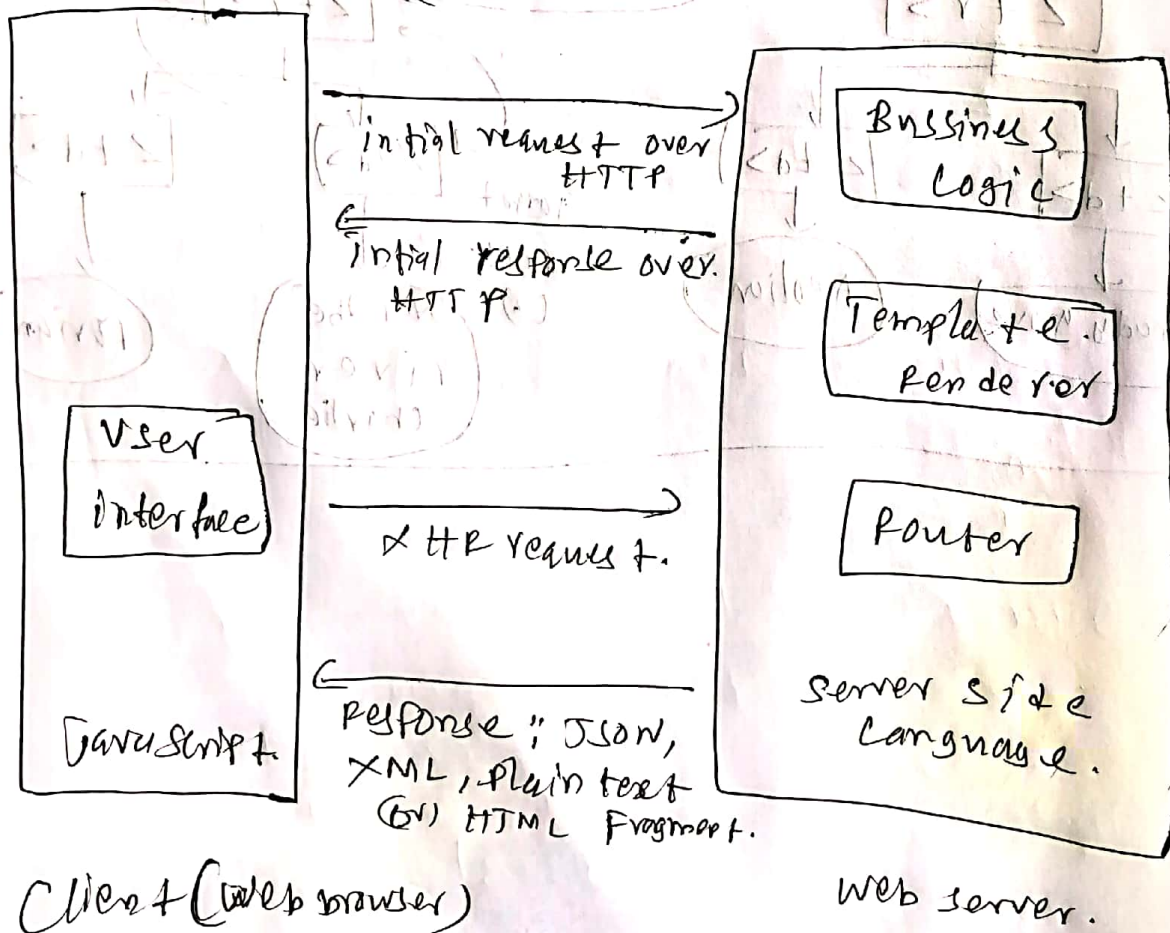 intial request over
HTTP
intial response over.
HTTP.
User
interface
XHR request.
Response: JSON,
XML, plain text
(or) HTML Fragment.
Javascript
Client (web browser)
Bussiness
Logic
Template
Renderer
Router
Server side
Language.
web server.